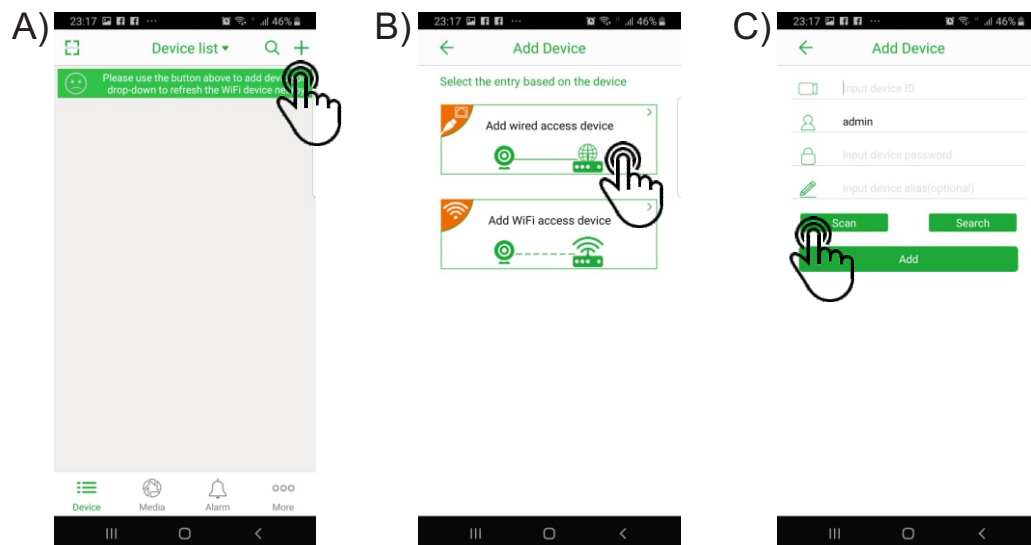 A)
23:17 46%
Device list
Please use the button above to add
drop-down to refresh the WiFi device
Device Media Alarm More
B)
23:17 46%
Add Device
Select the entry based on the device
Add wired access device
Add WiFi access device
C)
23:17 46%
Add Device
Input device ID
admin
Input device password
Input device alias(optional)
Scan Search
Add